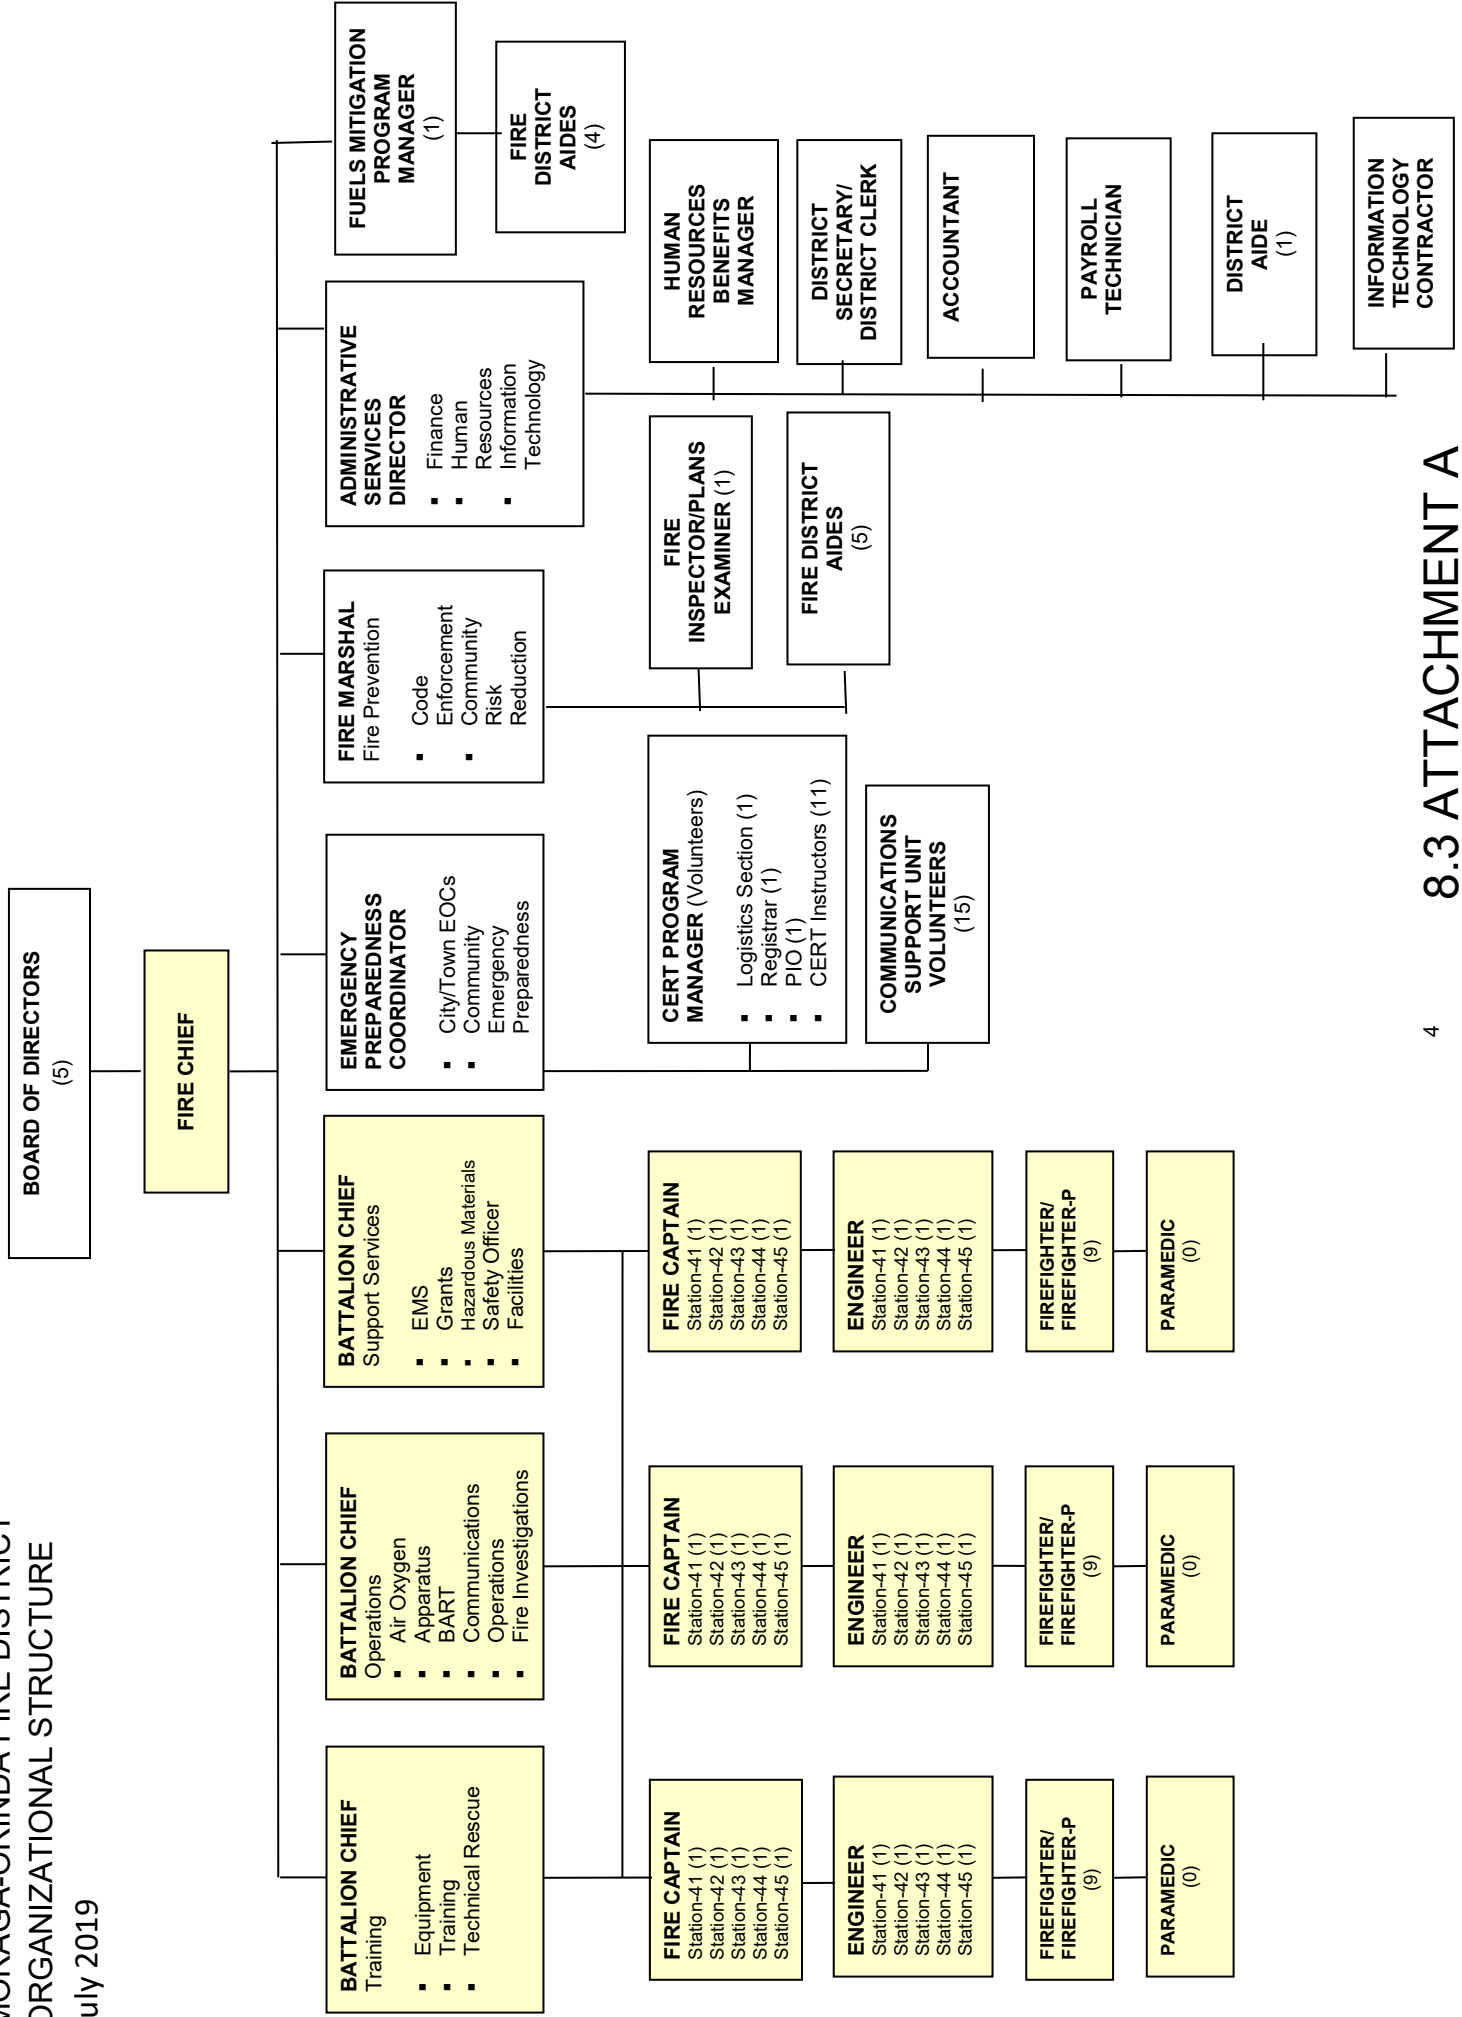 MORAGA-ORINDA FIRE DISTRICT
ORGANIZATIONAL STRUCTURE
July 2019
BOARD OF DIRECTORS
(5)
FIRE CHIEF
BATTALION CHIEF
Training
▪ Equipment
▪ Training
▪ Technical Rescue
BATTALION CHIEF
Operations
▪ Air Oxygen
▪ Apparatus
▪ BART
▪ Communications
▪ Operations
▪ Fire Investigations
BATTALION CHIEF
Support Services
▪ EMS
▪ Grants
▪ Hazardous Materials
▪ Safety Officer
▪ Facilities
EMERGENCY
PREPAREDNESS
COORDINATOR
▪ City/Town EOCs
▪ Community
Emergency
Preparedness
FIRE MARSHAL
Fire Prevention
▪ Code
Enforcement
▪ Community
Risk
Reduction
ADMINISTRATIVE
SERVICES
DIRECTOR
▪ Finance
▪ Human
Resources
▪ Information
Technology
FUELS MITIGATION
PROGRAM
MANAGER
(1)
FIRE
DISTRICT
AIDES
(4)
FIRE CAPTAIN
Station-41 (1)
Station-42 (1)
Station-43 (1)
Station-44 (1)
Station-45 (1)
FIRE CAPTAIN
Station-41 (1)
Station-42 (1)
Station-43 (1)
Station-44 (1)
Station-45 (1)
FIRE CAPTAIN
Station-41 (1)
Station-42 (1)
Station-43 (1)
Station-44 (1)
Station-45 (1)
CERT PROGRAM
MANAGER (Volunteers)
▪ Logistics Section (1)
▪ Registrar (1)
▪ PIO (1)
▪ CERT Instructors (11)
FIRE
INSPECTOR/PLANS
EXAMINER (1)
HUMAN
RESOURCES
BENEFITS
MANAGER
ENGINEER
Station-41 (1)
Station-42 (1)
Station-43 (1)
Station-44 (1)
Station-45 (1)
ENGINEER
Station-41 (1)
Station-42 (1)
Station-43 (1)
Station-44 (1)
Station-45 (1)
ENGINEER
Station-41 (1)
Station-42 (1)
Station-43 (1)
Station-44 (1)
Station-45 (1)
COMMUNICATIONS
SUPPORT UNIT
VOLUNTEERS
(15)
FIRE DISTRICT
AIDES
(5)
DISTRICT
SECRETARY/
DISTRICT CLERK
ACCOUNTANT
FIREFIGHTER/
FIREFIGHTER-P
(9)
FIREFIGHTER/
FIREFIGHTER-P
(9)
FIREFIGHTER/
FIREFIGHTER-P
(9)
PAYROLL
TECHNICIAN
PARAMEDIC
(0)
PARAMEDIC
(0)
PARAMEDIC
(0)
DISTRICT
AIDE
(1)
INFORMATION
TECHNOLOGY
CONTRACTOR
4
8.3 ATTACHMENT A